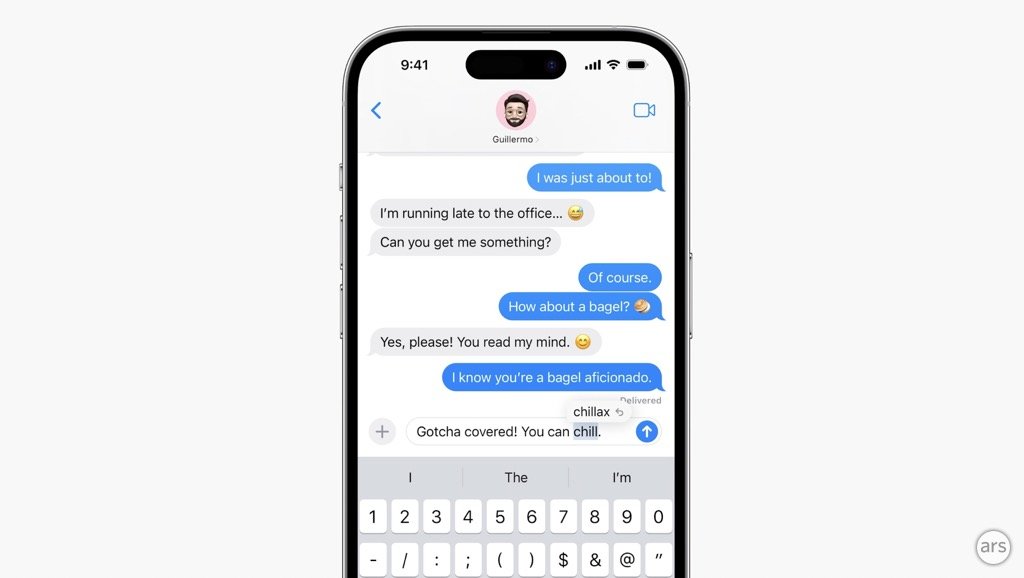 9:41
Guillermo
I was just about to!
I'm running late to the office... 😅
Can you get me something?
Of course.
How about a bagel? 🥯
Yes, please! You read my mind. 😊
I know you're a bagel aficionado.
Delivered
chillax
Gotcha covered! You can chill.
I The I'm
1 2 3 4 5 6 7 8 9 0
- / : ; ( ) $ & @ "
ars